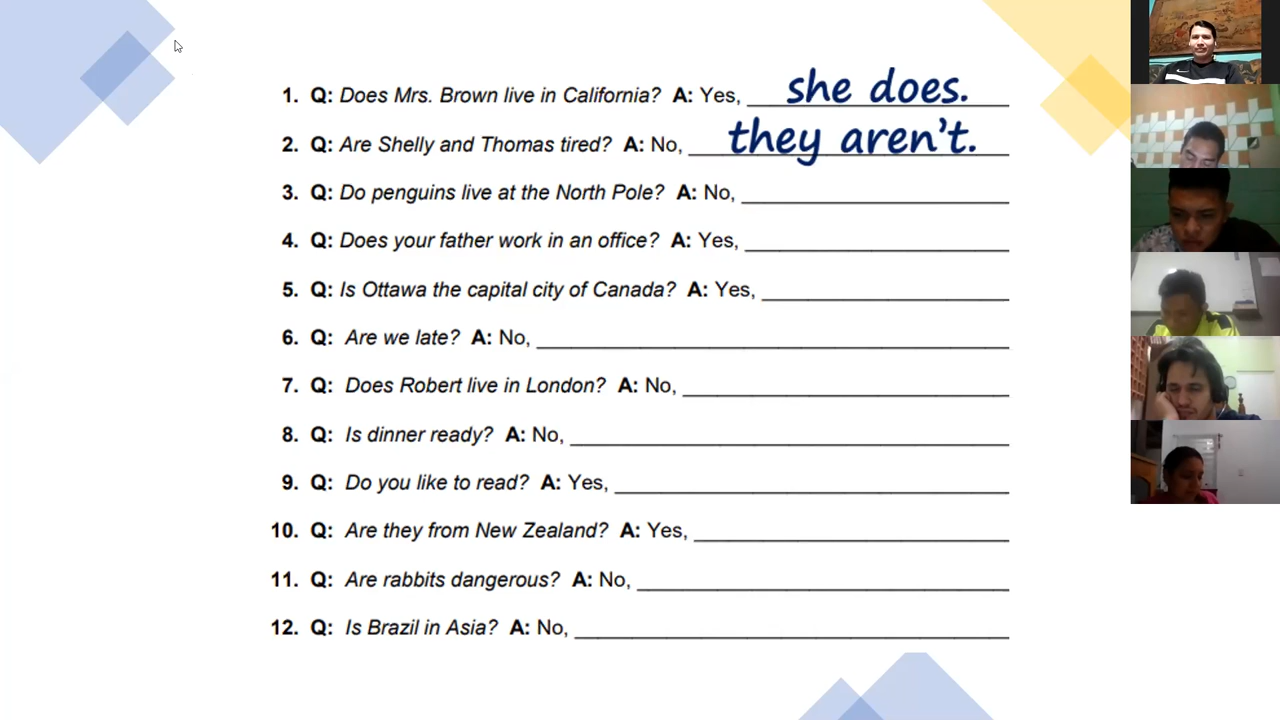 1. Q: Does Mrs. Brown live in California? A: Yes, she does.
2. Q: Are Shelly and Thomas tired? A: No, they aren't.
3. Q: Do penguins live at the North Pole? A: No,
4. Q: Does your father work in an office? A: Yes,
5. Q: Is Ottawa the capital city of Canada? A: Yes,
6. Q: Are we late? A: No,
7. Q: Does Robert live in London? A: No,
8. Q: Is dinner ready? A: No,
9. Q: Do you like to read? A: Yes,
10. Q: Are they from New Zealand? A: Yes,
11. Q: Are rabbits dangerous? A: No,
12. Q: Is Brazil in Asia? A: No,